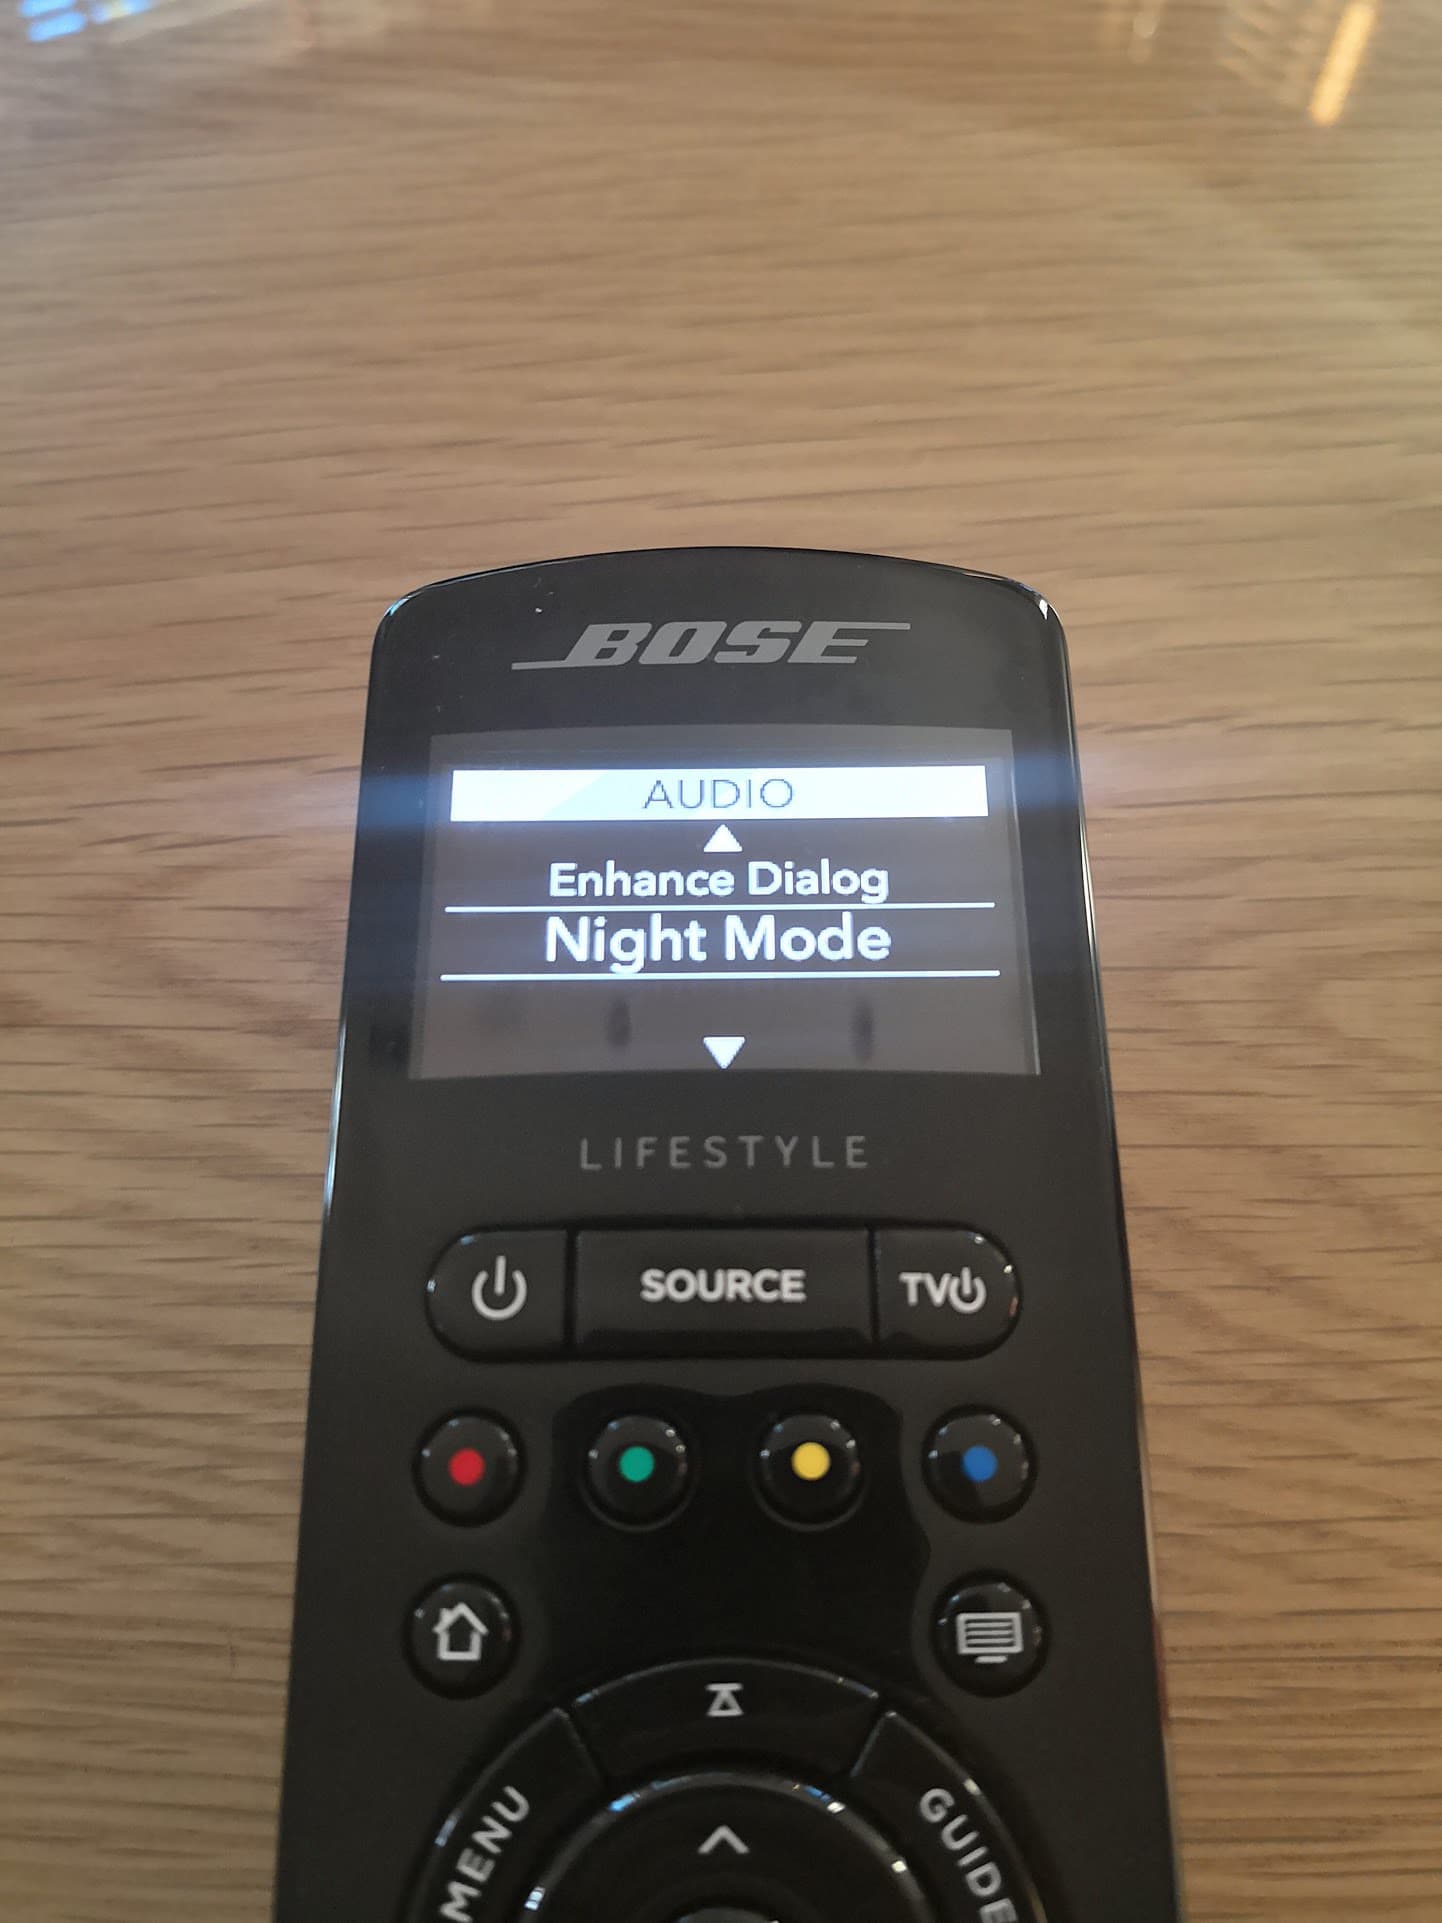 BOSE
AUDIO
Enhance Dialog
Night Mode
LIFESTYLE
SOURCE TV
MENU GUIDE